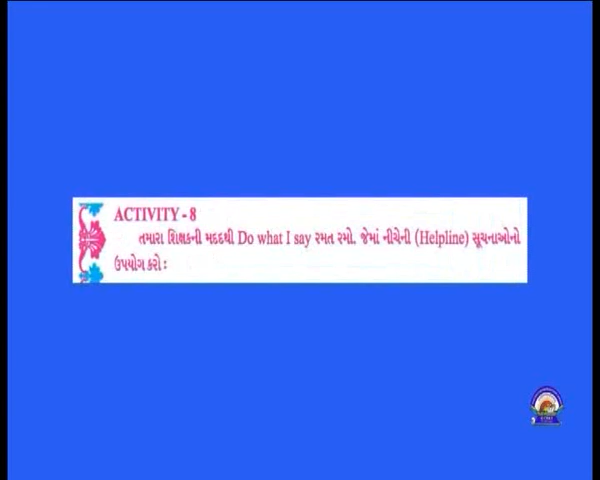 ACTIVITY - 8
તમારા શિક્ષકની મદદથી Do what I say રમત રમો. જેમાં નીચેની (Helpline) સૂચનાઓનો
ઉપયોગ કરો :